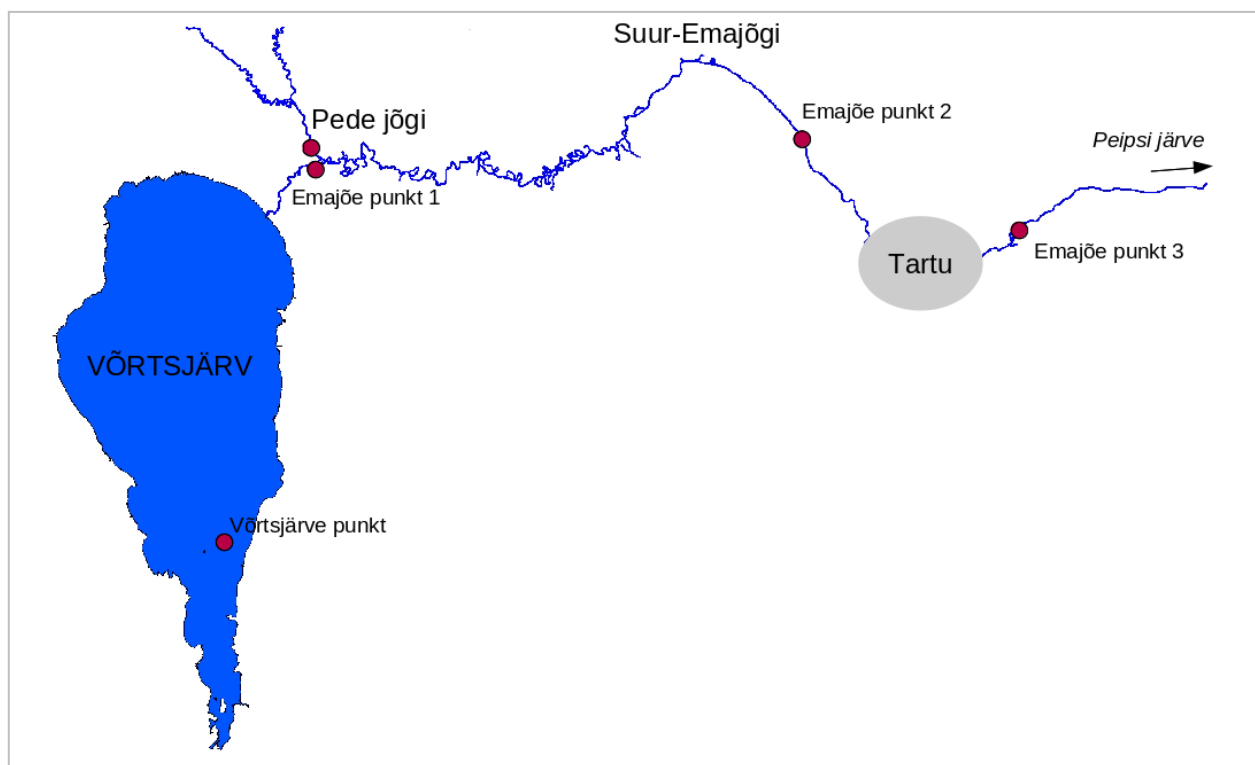 Suur-Emajõgi
Pede jõgi
Emajõe punkt 2
Peipsi järve
Emajõe punkt 1
Emajõe punkt 3
Tartu
VÕRTSJÄRV
Võrtsjärve punkt